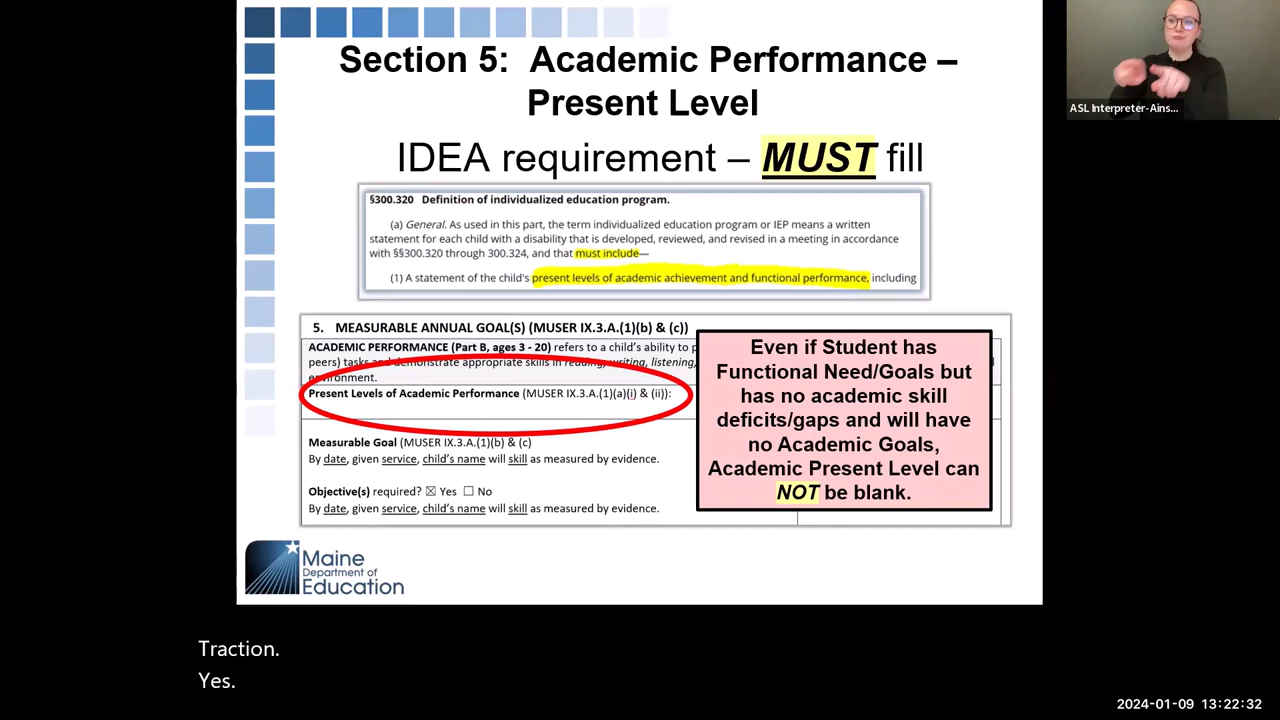 Section 5:  Academic Performance –
Present Level
IDEA requirement – MUST fill
§300.320   Definition of individualized education program.
(a) General. As used in this part, the term individualized education program or IEP means a written
statement for each child with a disability that is developed, reviewed, and revised in a meeting in accordance
with §§300.320 through 300.324, and that must include—
(1) A statement of the child's present levels of academic achievement and functional performance, including
5.   MEASURABLE ANNUAL GOAL(S) (MUSER IX.3.A.(1)(b) & (c))
ACADEMIC PERFORMANCE (Part B, ages 3 - 20) refers to a child's ability to p
peers) tasks and demonstrate appropriate skills in reading, writing, listening,
environment.
Present Levels of Academic Performance (MUSER IX.3.A.(1)(a)(i) & (ii)):
Measurable Goal (MUSER IX.3.A.(1)(b) & (c)
By date, given service, child's name will skill as measured by evidence.
Objective(s) required? ☒ Yes ☐ No
By date, given service, child's name will skill as measured by evidence.
Even if Student has
Functional Need/Goals but
has no academic skill
deficits/gaps and will have
no Academic Goals,
Academic Present Level can
NOT be blank.
Maine
Department of
Education
ASL Interpreter-Ains...
Traction.
Yes.
2024-01-09 13:22:32